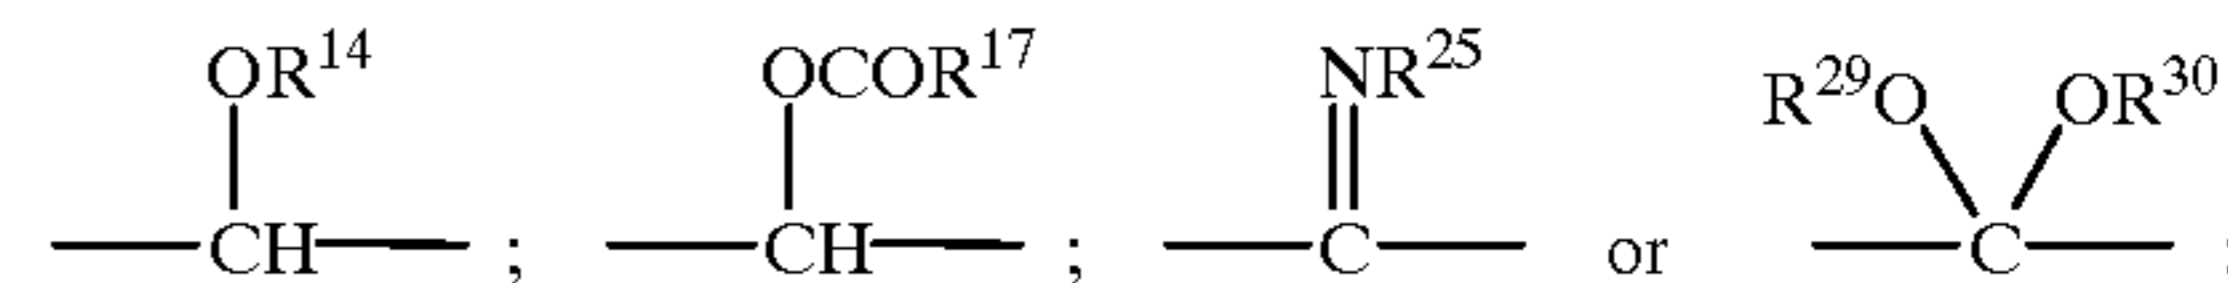 OR¹⁴ OCOR¹⁷ NR²⁵ R²⁹O OR³⁰
CH ; CH ; C or C ;